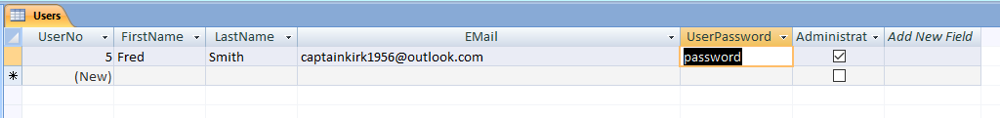 Users
UserNo FirstName LastName EMail UserPassword Administrat Add New Field
5 Fred Smith captainkirk1956@outlook.com password
* (New)